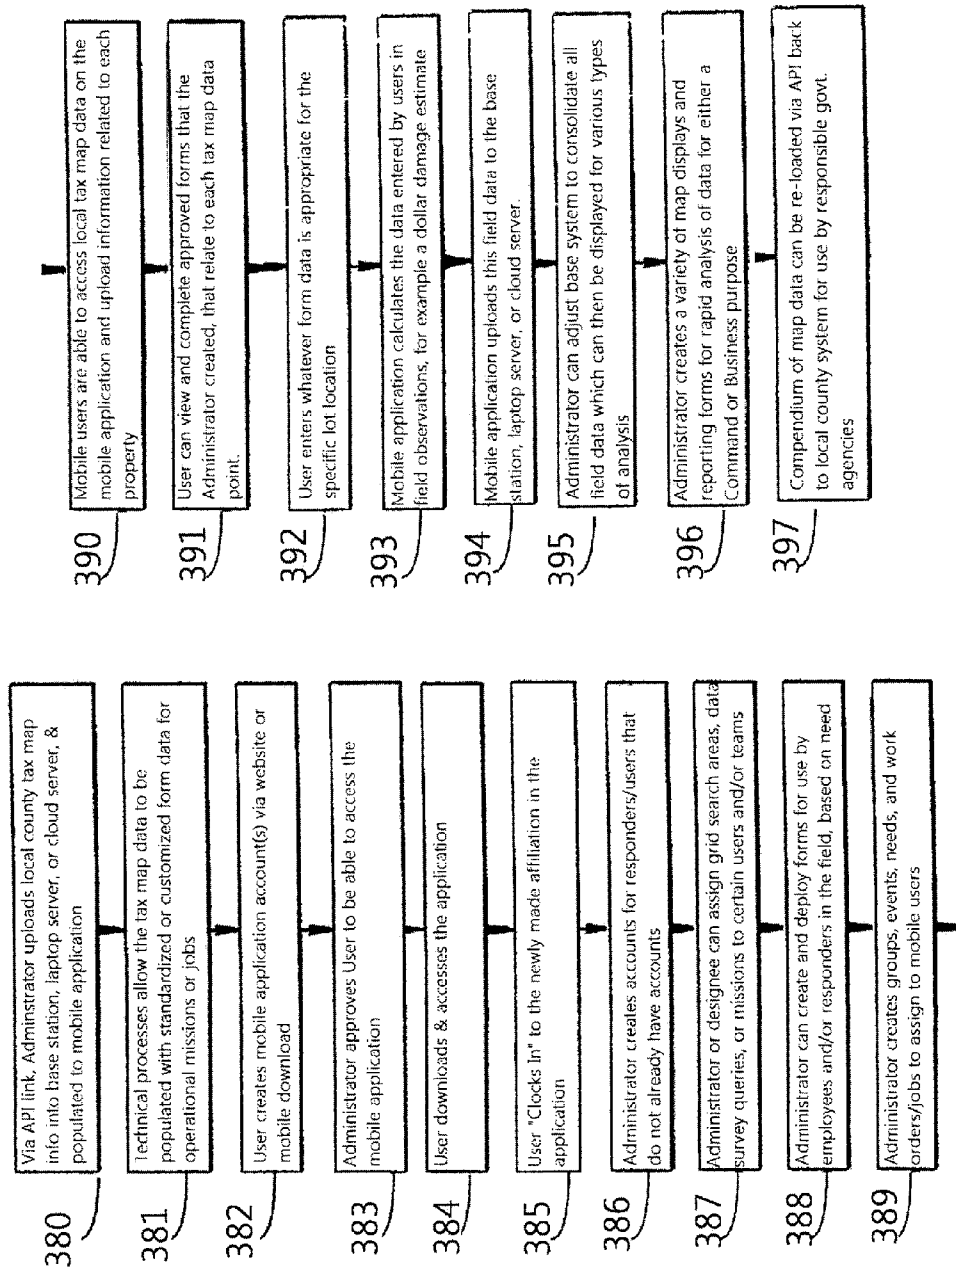 380
Via API link, Adminstrator uploads local county tax map
info into base station, laptop server, or cloud server, &
populated to mobile application
381
Technical processes allow the tax map data to be
populated with standardized or customized form data for
operational missions or jobs
382
User creates mobile application account(s) via website or
mobile download
383
Administrator approves User to be able to access the
mobile application
384
User downloads & accesses the application
385
User "Clocks In" to the newly made affiliation in the
application
386
Administrator creates accounts for responders/users that
do not already have accounts
387
Administrator or designee can assign grid search areas, data
survey queries, or missions to certain users and/or teams
388
Administrator can create and deploy forms for use by
employees and/or responders in the field, based on need
389
Administrator creates groups, events, needs, and work
orders/jobs to assign to mobile users
390
Mobile users are able to access local tax map data on the
mobile application and upload information related to each
property
391
User can view and complete approved forms that the
Administrator created, that relate to each tax map data
point.
392
User enters whatever form data is appropriate for the
specific lot location
393
Mobile application calculates the data entered by users in
field observations, for example a dollar damage estimate
394
Mobile application uploads this field data to the base
station, laptop server, or cloud server.
395
Administrator can adjust base system to consolidate all
field data which can then be displayed for various types
of analysis
396
Administrator creates a variety of map displays and
reporting forms for rapid analysis of data for either a
Command or Business purpose
397
Compendium of map data can be re-loaded via API back
to local county system for use by responsible govt.
agencies